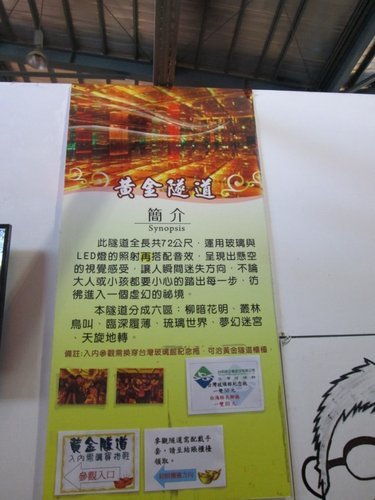 黃金隧道
簡介
Synopsis
此隧道全長共72公尺，運用玻璃與
LED燈的照射再搭配音效，呈現出懸空
的視覺感受，讓人瞬間迷失方向，不論
大人或小孩都要小心的踏出每一步，彷
彿進入一個虛幻的祕境。
本隧道分成六區：柳暗花明、叢林
鳥叫、臨深履薄、琉璃世界、夢幻迷宮
、天旋地轉。
備註：入內參觀需換穿台灣玻璃館紀念拖，可洽黃金隧道櫃檯
黃金隧道
參觀入口
參觀隧道需配戴手
套，請至結帳櫃檯
領取。